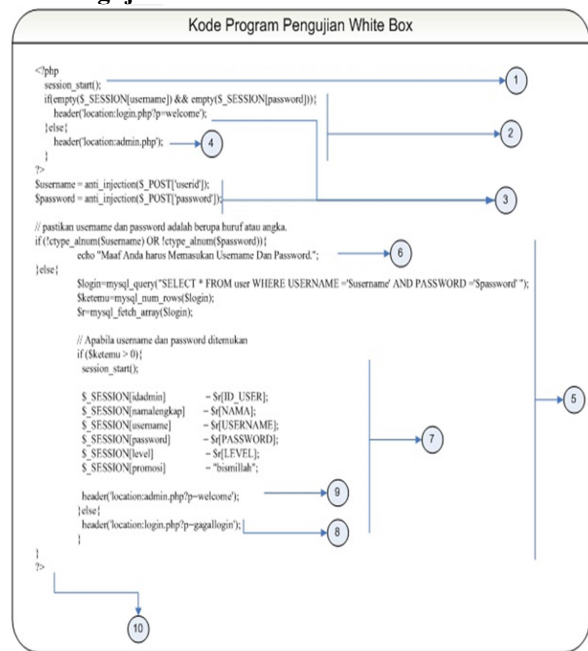 Kode Program Pengujian White Box
<?php
session_start();
if(empty($_SESSION[username]) && empty($_SESSION[password])){
header('location:login.php?p=welcome');
}else{
header('location:admin.php');
}
?>
$username = anti_injection($_POST['userid']);
$password = anti_injection($_POST['password']);
// pastikan username dan password adalah berupa huruf atau angka.
if (!ctype_alnum($username) OR !ctype_alnum($password)){
echo "Maaf Anda harus Memasukan Username Dan Password.";
}else{
$login=mysql_query("SELECT * FROM user WHERE USERNAME ='$username' AND PASSWORD ='$password' ");
$ketemu=mysql_num_rows($login);
$r=mysql_fetch_array($login);
// Apabila username dan password ditemukan
if ($ketemu > 0){
session_start();
$_SESSION[idadmin] = $r[ID_USER];
$_SESSION[namalengkap] = $r[NAMA];
$_SESSION[username] = $r[USERNAME];
$_SESSION[password] = $r[PASSWORD];
$_SESSION[level] = $r[LEVEL];
$_SESSION[promosi] = "bismillah";
header('location:admin.php?p=welcome');
}else{
header('location:login.php?p=gagallogin');
}
}
?>
1
2
4
3
6
5
7
9
8
10